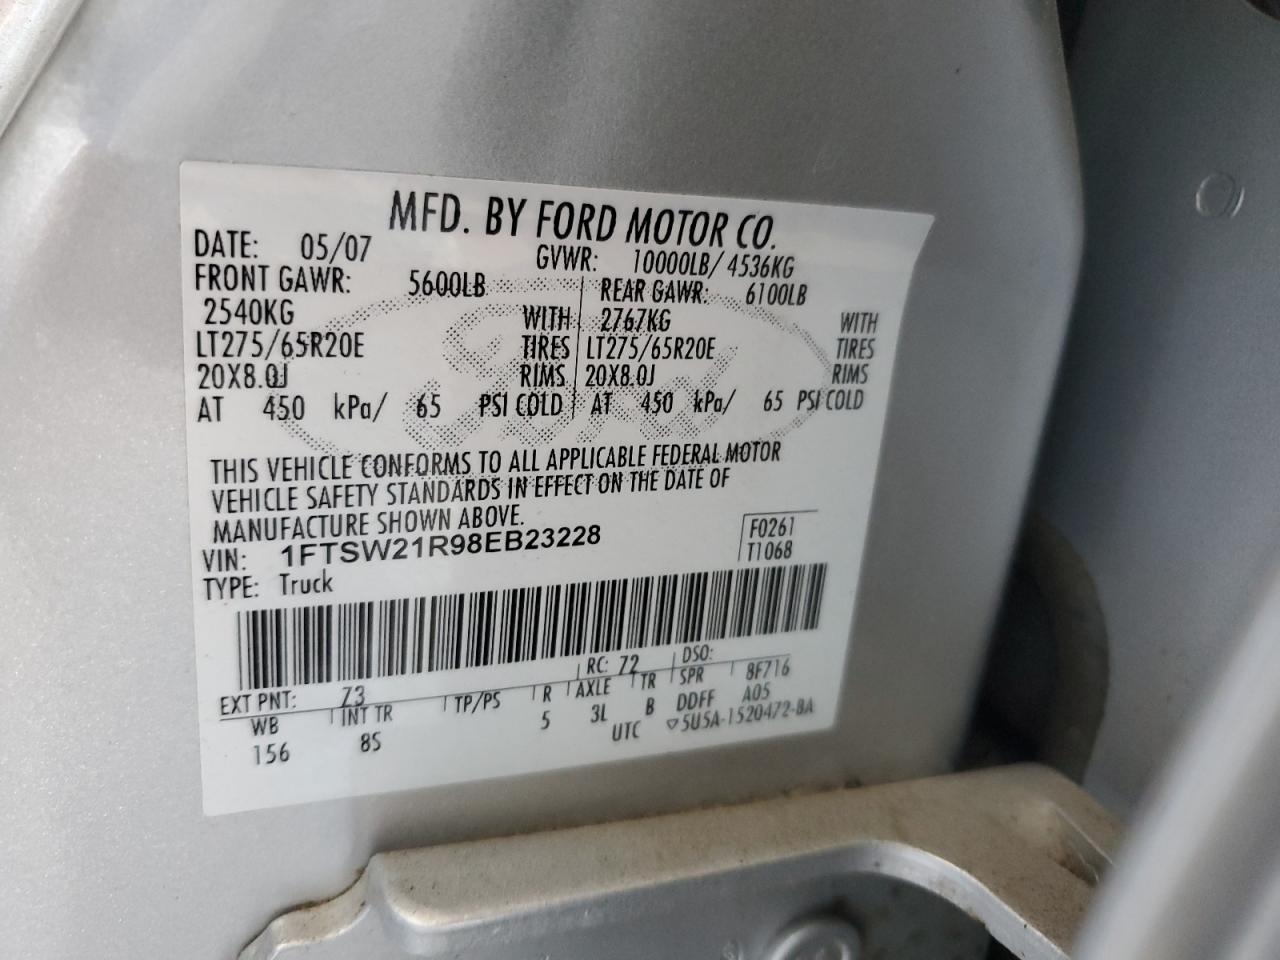 MFD. BY FORD MOTOR CO.
DATE: 05/07 GVWR: 10000LB/ 4536KG
FRONT GAWR: 5600LB REAR GAWR: 6100LB
2540KG WITH 2767KG WITH
LT275/65R20E TIRES LT275/65R20E TIRES
20X8.0J RIMS 20X8.0J RIMS
AT 450 kPa/ 65 PSI COLD AT 450 kPa/ 65 PSI COLD
THIS VEHICLE CONFORMS TO ALL APPLICABLE FEDERAL MOTOR
VEHICLE SAFETY STANDARDS IN EFFECT ON THE DATE OF
MANUFACTURE SHOWN ABOVE.
F0261
VIN: 1FTSW21R98EB23228
T1068
TYPE: Truck
EXT PNT: Z3 RC: 72 DSO:
WB INT TR TP/PS R AXLE TR SPR 8F716
156 8S 5 3L B DDFF A05
UTC ▽5U5A-1520472-BA
Ford